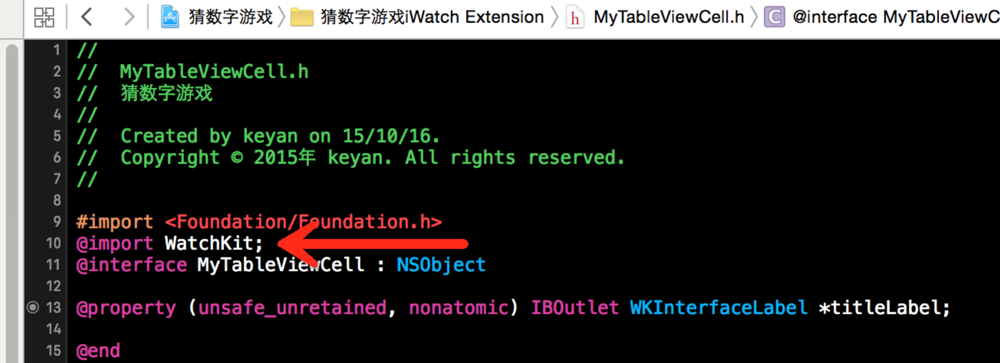 猜数字游戏 猜数字游戏iWatch Extension h MyTableViewCell.h C @interface MyTableViewC
1 //
2 //  MyTableViewCell.h
3 //  猜数字游戏
4 //
5 //  Created by keyan on 15/10/16.
6 //  Copyright © 2015年 keyan. All rights reserved.
7 //
8
9 #import <Foundation/Foundation.h>
10 @import WatchKit;
11 @interface MyTableViewCell : NSObject
12
13 @property (unsafe_unretained, nonatomic) IBOutlet WKInterfaceLabel *titleLabel;
14
15 @end